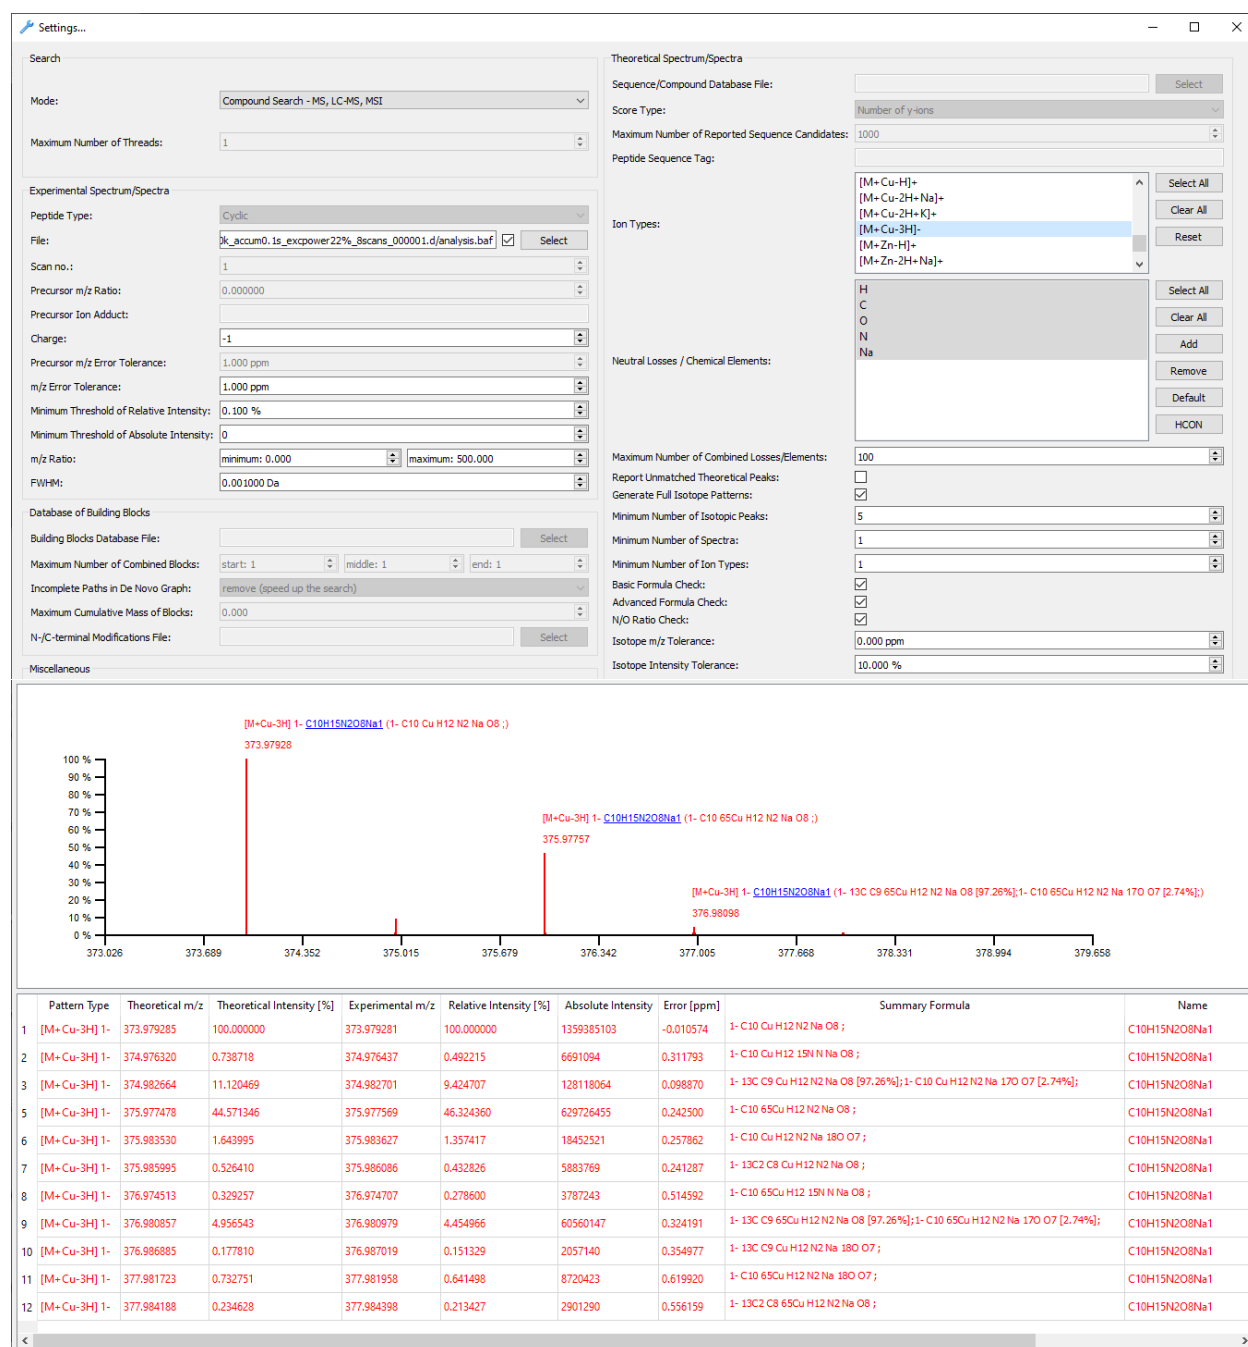 Settings...
Search
Mode: Compound Search - MS, LC-MS, MSI
Maximum Number of Threads: 1
Experimental Spectrum/Spectra
Peptide Type: Cyclic
File: 0k_accum0.1s_excpower22%_8scans_000001.d/analysis.baf Select
Scan no.: 1
Precursor m/z Ratio: 0.000000
Precursor Ion Adduct:
Charge: -1
Precursor m/z Error Tolerance: 1.000 ppm
m/z Error Tolerance: 1.000 ppm
Minimum Threshold of Relative Intensity: 0.100 %
Minimum Threshold of Absolute Intensity: 0
m/z Ratio: minimum: 0.000 maximum: 500.000
FWHM: 0.001000 Da
Database of Building Blocks
Building Blocks Database File: Select
Maximum Number of Combined Blocks: start: 1 middle: 1 end: 1
Incomplete Paths in De Novo Graph: remove (speed up the search)
Maximum Cumulative Mass of Blocks: 0.000
N-/C-terminal Modifications File: Select
Miscellaneous
Theoretical Spectrum/Spectra
Sequence/Compound Database File: Select
Score Type: Number of y-ions
Maximum Number of Reported Sequence Candidates: 1000
Peptide Sequence Tag:
Ion Types:
[M+Cu-H]+
[M+Cu-2H+Na]+
[M+Cu-2H+K]+
[M+Cu-3H]-
[M+Zn-H]+
[M+Zn-2H+Na]+
Select All
Clear All
Reset
Neutral Losses / Chemical Elements:
H
C
O
N
Na
Select All
Clear All
Add
Remove
Default
HCON
Maximum Number of Combined Losses/Elements: 100
Report Unmatched Theoretical Peaks:
Generate Full Isotope Patterns:
Minimum Number of Isotopic Peaks: 5
Minimum Number of Spectra: 1
Minimum Number of Ion Types: 1
Basic Formula Check:
Advanced Formula Check:
N/O Ratio Check:
Isotope m/z Tolerance: 0.000 ppm
Isotope Intensity Tolerance: 10.000 %
[M+Cu-3H] 1- C10H15N2O8Na1 (1- C10 Cu H12 N2 Na O8 ;)
373.97928
[M+Cu-3H] 1- C10H15N2O8Na1 (1- C10 65Cu H12 N2 Na O8 ;)
375.97757
[M+Cu-3H] 1- C10H15N2O8Na1 (1- 13C C9 65Cu H12 N2 Na O8 [97.26%];1- C10 65Cu H12 N2 Na 17O O7 [2.74%];)
376.98098
100 %
90 %
80 %
70 %
60 %
50 %
40 %
30 %
20 %
10 %
0 %
373.026 373.689 374.352 375.015 375.679 376.342 377.005 377.668 378.331 378.994 379.658
Pattern Type Theoretical m/z Theoretical Intensity [%] Experimental m/z Relative Intensity [%] Absolute Intensity Error [ppm] Summary Formula Name
1 [M+Cu-3H] 1- 373.979285 100.000000 373.979281 100.000000 1359385103 -0.010574 1- C10 Cu H12 N2 Na O8 ; C10H15N2O8Na1
2 [M+Cu-3H] 1- 374.976320 0.738718 374.976437 0.492215 6691094 0.311793 1- C10 Cu H12 15N N Na O8 ; C10H15N2O8Na1
3 [M+Cu-3H] 1- 374.982664 11.120469 374.982701 9.424707 128118064 0.098870 1- 13C C9 Cu H12 N2 Na O8 [97.26%];1- C10 Cu H12 N2 Na 17O O7 [2.74%]; C10H15N2O8Na1
5 [M+Cu-3H] 1- 375.977478 44.571346 375.977569 46.324360 629726455 0.242500 1- C10 65Cu H12 N2 Na O8 ; C10H15N2O8Na1
6 [M+Cu-3H] 1- 375.983530 1.643995 375.983627 1.357417 18452521 0.257862 1- C10 Cu H12 N2 Na 18O O7 ; C10H15N2O8Na1
7 [M+Cu-3H] 1- 375.985995 0.526410 375.986086 0.432826 5883769 0.241287 1- 13C2 C8 Cu H12 N2 Na O8 ; C10H15N2O8Na1
8 [M+Cu-3H] 1- 376.974513 0.329257 376.974707 0.278600 3787243 0.514592 1- C10 65Cu H12 15N N Na O8 ; C10H15N2O8Na1
9 [M+Cu-3H] 1- 376.980857 4.956543 376.980979 4.454966 60560147 0.324191 1- 13C C9 65Cu H12 N2 Na O8 [97.26%];1- C10 65Cu H12 N2 Na 17O O7 [2.74%]; C10H15N2O8Na1
10 [M+Cu-3H] 1- 376.986885 0.177810 376.987019 0.151329 2057140 0.354977 1- 13C C9 Cu H12 N2 Na 18O O7 ; C10H15N2O8Na1
11 [M+Cu-3H] 1- 377.981723 0.732751 377.981958 0.641498 8720423 0.619920 1- C10 65Cu H12 N2 Na 18O O7 ; C10H15N2O8Na1
12 [M+Cu-3H] 1- 377.984188 0.234628 377.984398 0.213427 2901290 0.556159 1- 13C2 C8 65Cu H12 N2 Na O8 ; C10H15N2O8Na1